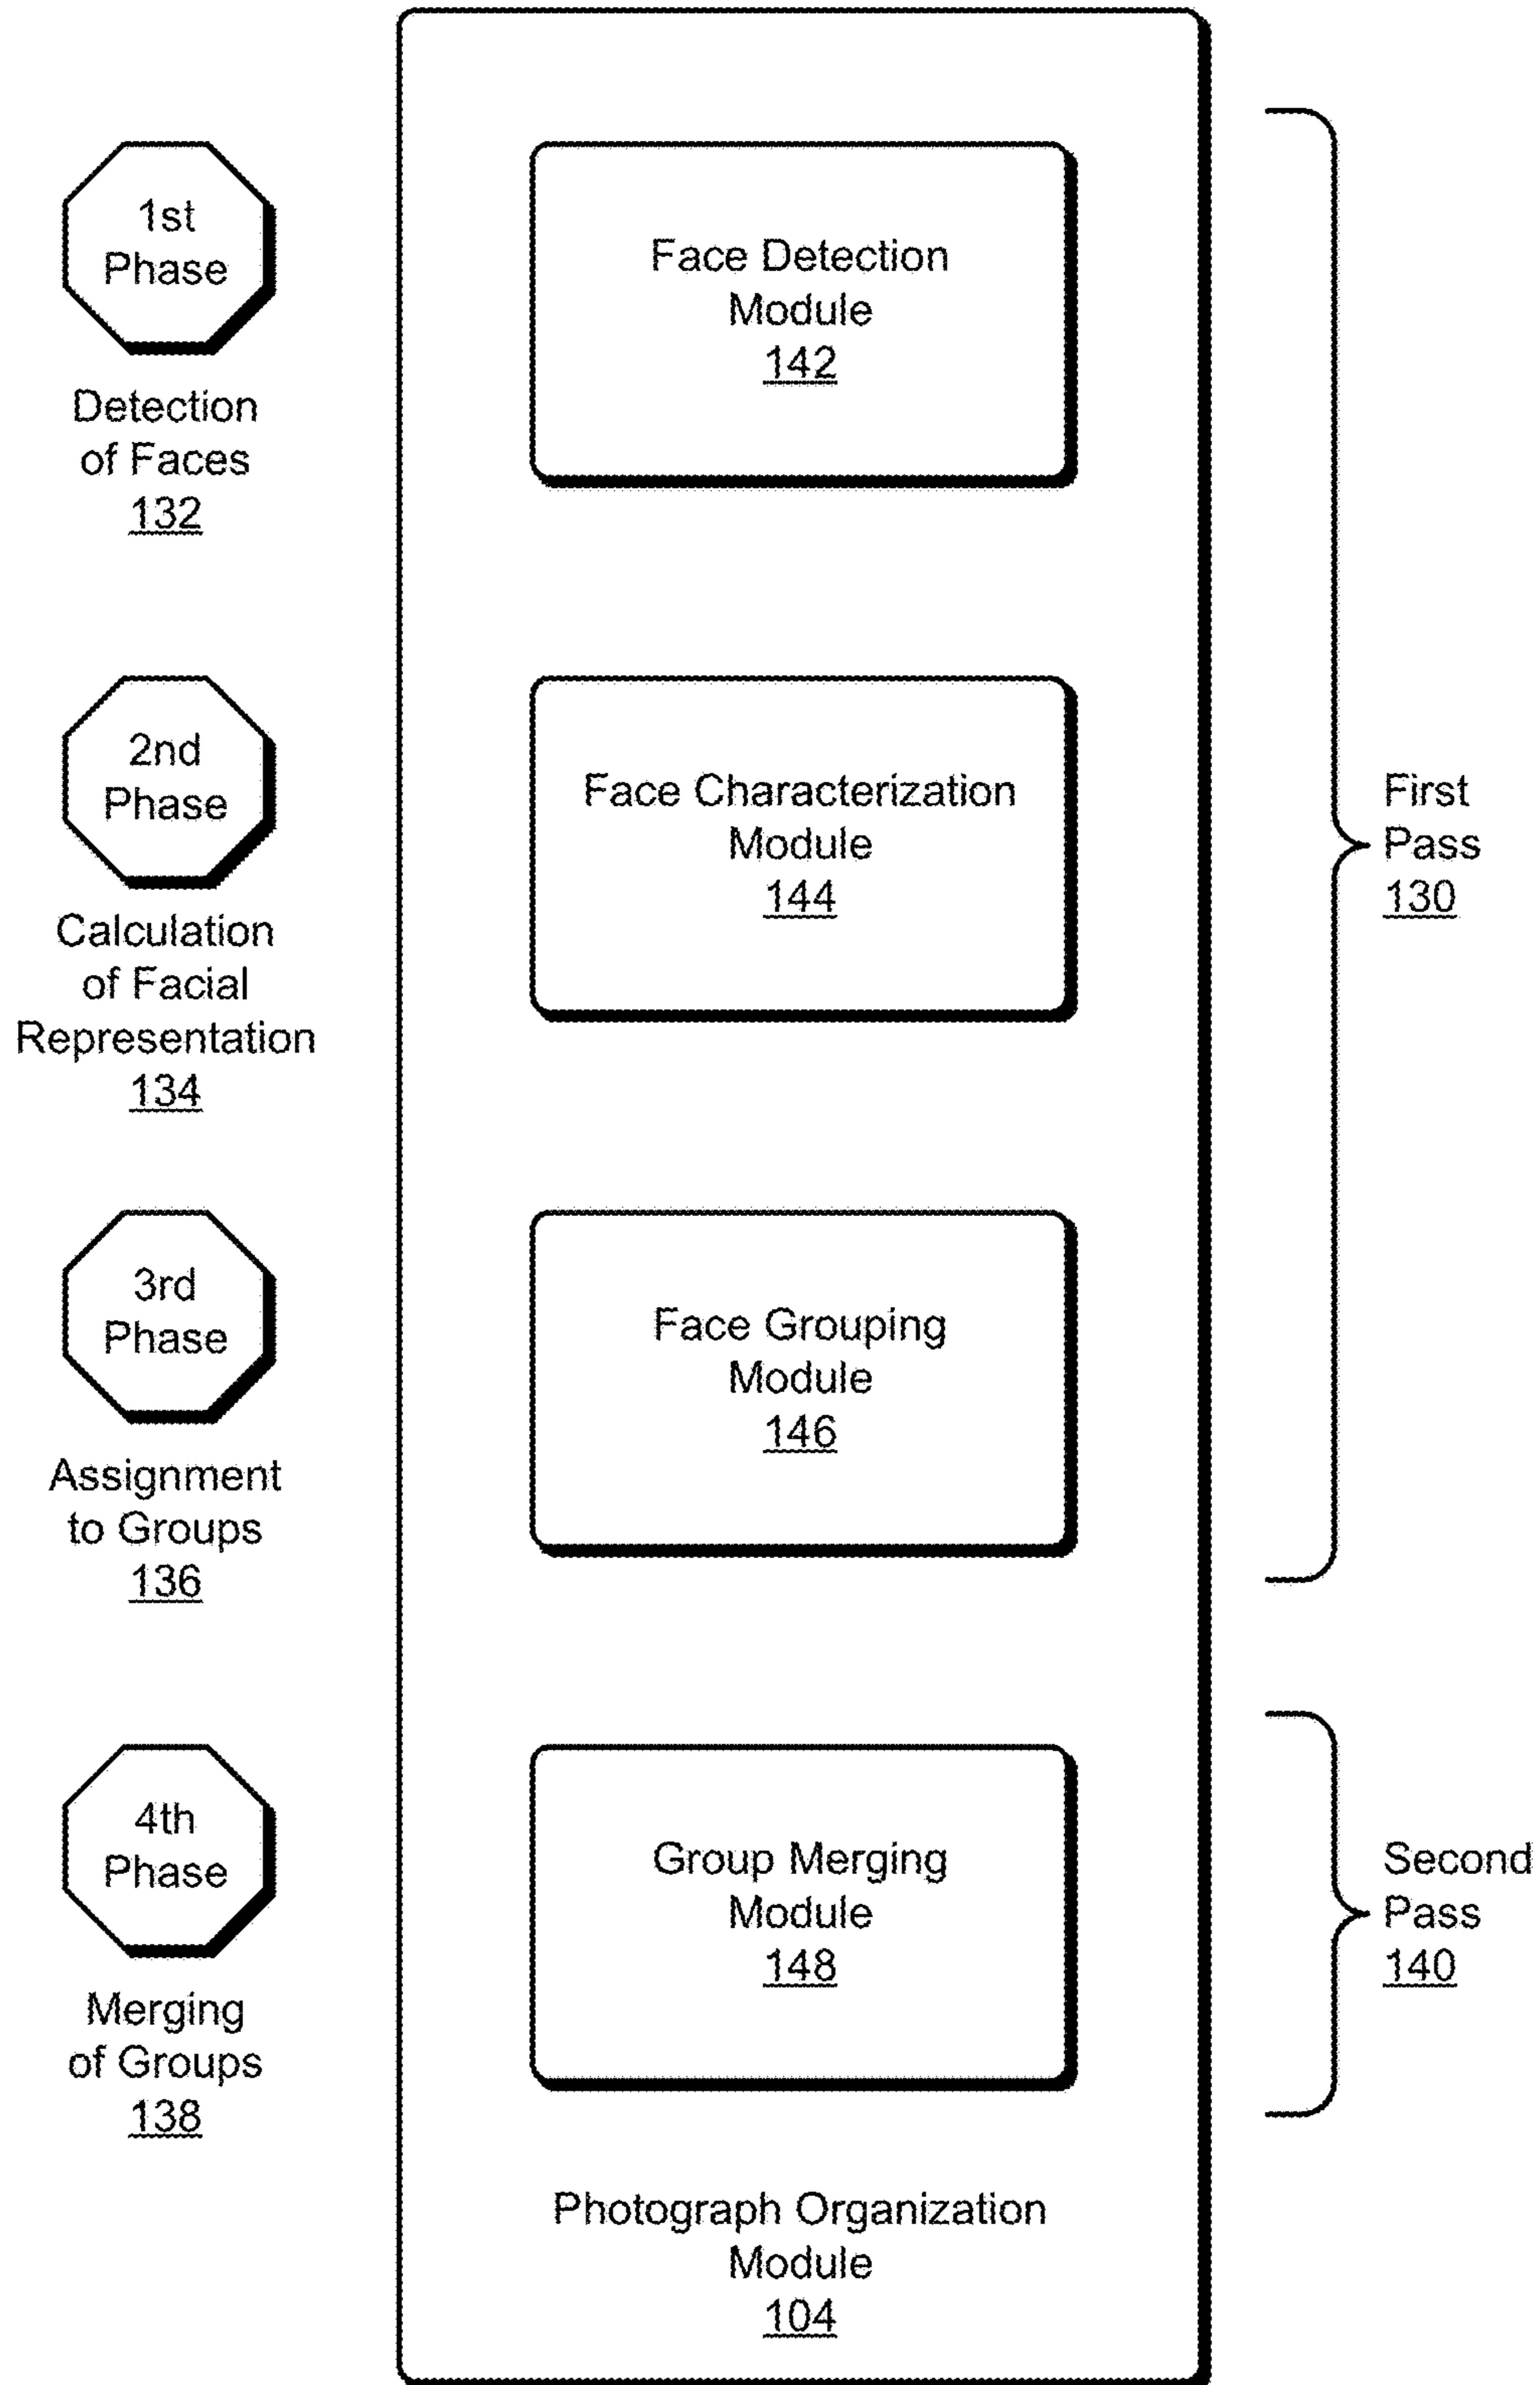 1st
Phase
Detection
of Faces
132
Face Detection
Module
142
2nd
Phase
Calculation
of Facial
Representation
134
Face Characterization
Module
144
First
Pass
130
3rd
Phase
Assignment
to Groups
136
Face Grouping
Module
146
4th
Phase
Merging
of Groups
138
Group Merging
Module
148
Second
Pass
140
Photograph Organization
Module
104